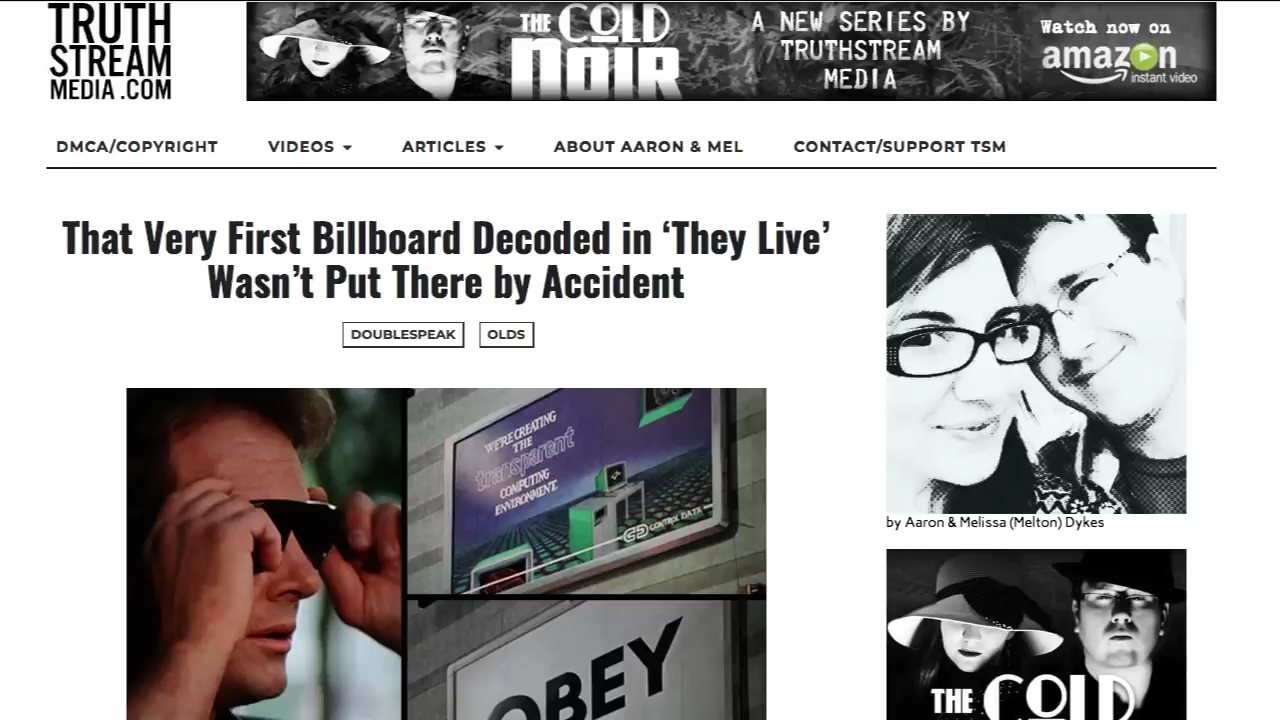 TRUTH
STREAM
MEDIA .COM
THE COLD
NOIR
A NEW SERIES BY
TRUTHSTREAM
MEDIA
Watch now on
amazon
instant video
DMCA/COPYRIGHT
VIDEOS
ARTICLES
ABOUT AARON & MEL
CONTACT/SUPPORT TSM
That Very First Billboard Decoded in ‘They Live’
Wasn’t Put There by Accident
DOUBLESPEAK
OLDS
WE'RE CREATING
THE
transparent
COMPUTING
ENVIRONMENT.
CONTROL DATA
OBEY
by Aaron & Melissa (Melton) Dykes
THE COLD